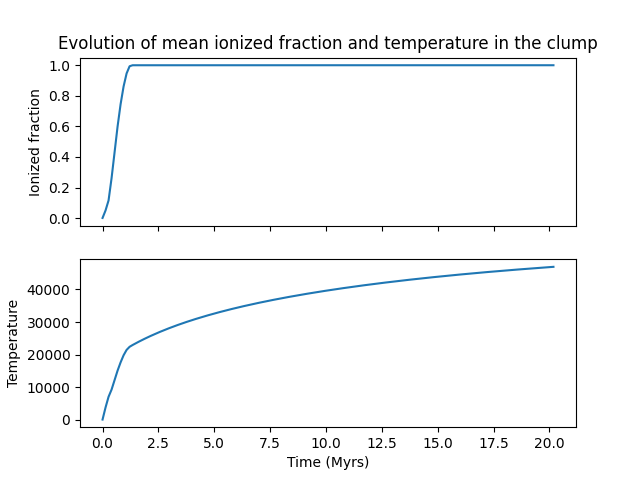 Evolution of mean ionized fraction and temperature in the clump
1.0
0.8
0.6
0.4
0.2
0.0
Ionized fraction
40000
30000
20000
10000
0
Temperature
0.0 2.5 5.0 7.5 10.0 12.5 15.0 17.5 20.0
Time (Myrs)